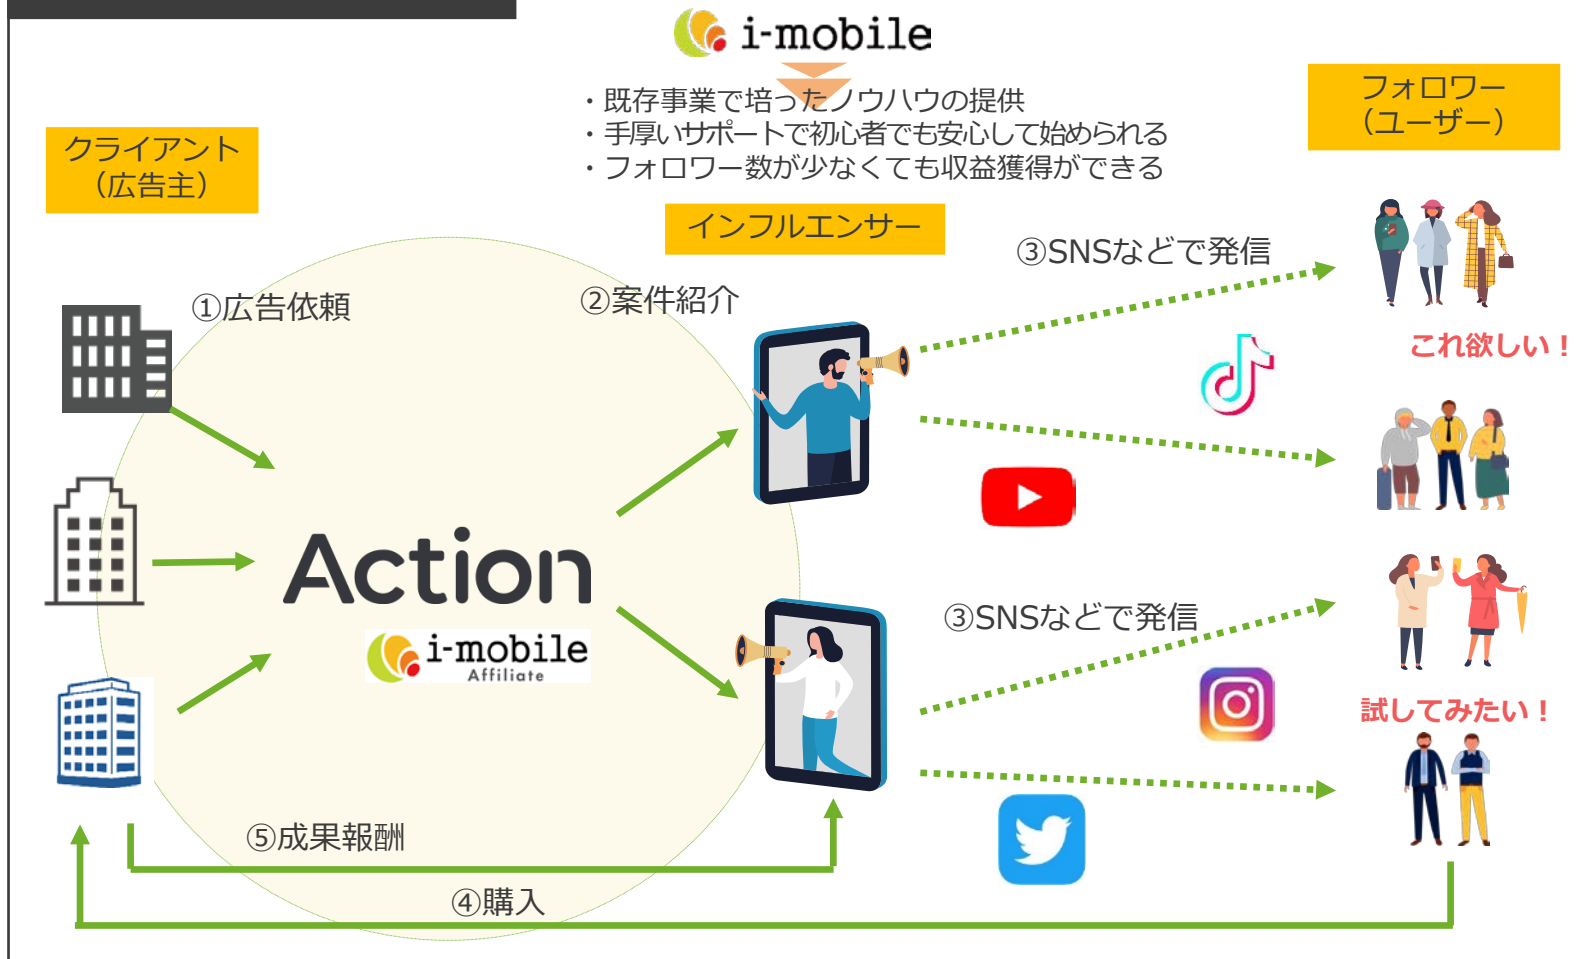 i-mobile
・既存事業で培ったノウハウの提供
・手厚いサポートで初心者でも安心して始められる
・フォロワー数が少なくても収益獲得ができる
フォロワー
（ユーザー）
クライアント
（広告主）
インフルエンサー
③SNSなどで発信
①広告依頼
②案件紹介
これ欲しい！
Action
i-mobile
Affiliate
③SNSなどで発信
試してみたい！
⑤成果報酬
④購入